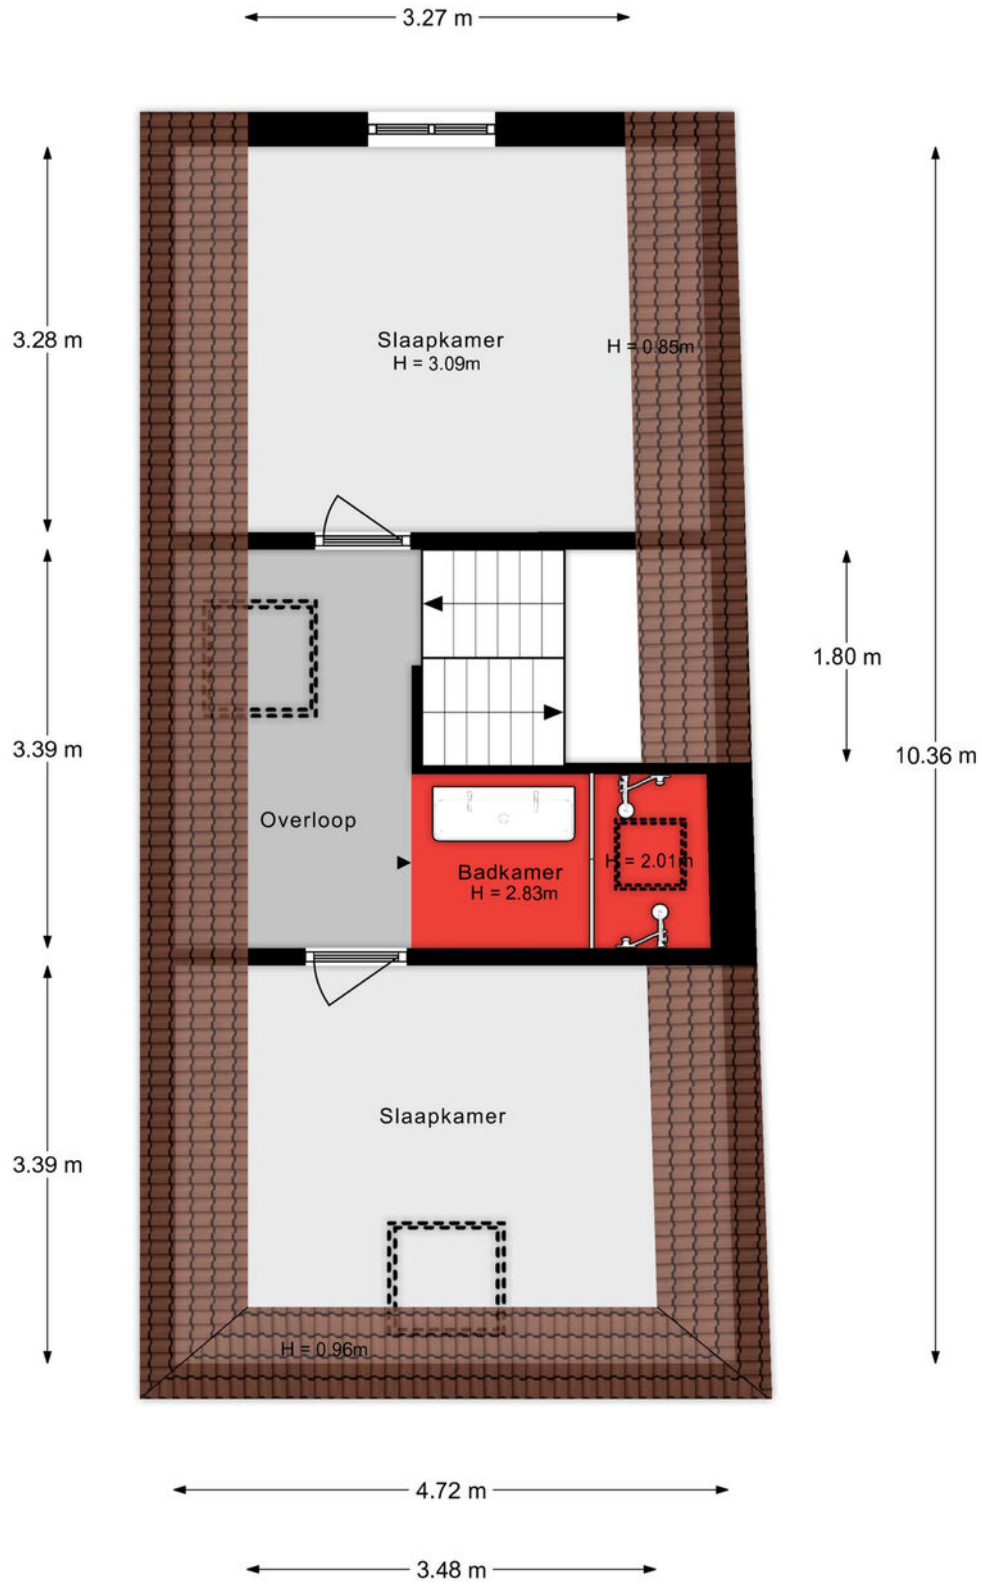 3.27 m
3.28 m
Slaapkamer
H = 3.09m
H = 0.85m
1.80 m
3.39 m
10.36 m
Overloop
Badkamer
H = 2.83m
H = 2.01m
Slaapkamer
3.39 m
H = 0.96m
4.72 m
3.48 m